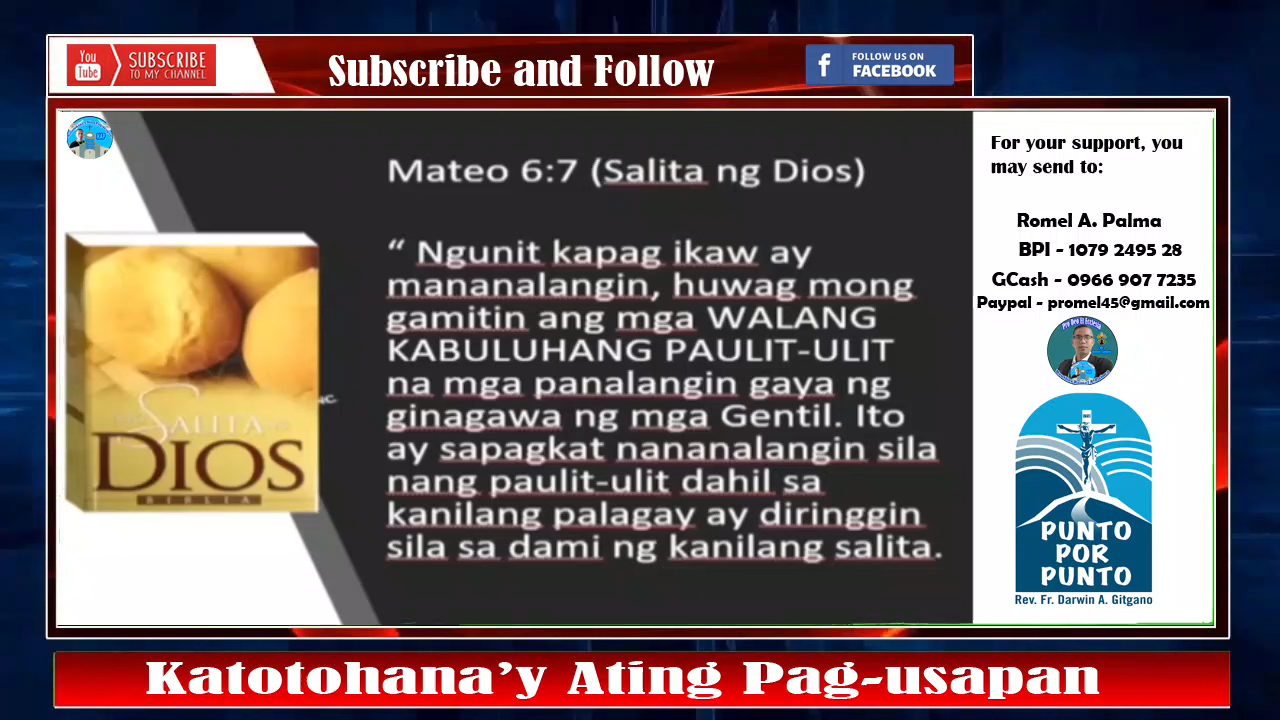 You
Tube
SUBSCRIBE
TO MY CHANNEL
Subscribe and Follow
f
FOLLOW US ON
FACEBOOK
Mateo 6:7 (Salita ng Dios)
“ Ngunit kapag ikaw ay
mananalangin, huwag mong
gamitin ang mga WALANG
KABULUHANG PAULIT-ULIT
na mga panalangin gaya ng
ginagawa ng mga Gentil. Ito
ay sapagkat nananalangin sila
nang paulit-ulit dahil sa
kanilang palagay ay diringgin
sila sa dami ng kanilang salita.
SALITA
DIOS
BIBLIA
For your support, you
may send to:
Romel A. Palma
BPI - 1079 2495 28
GCash - 0966 907 7235
Paypal - promel45@gmail.com
PUNTO
POR
PUNTO
Rev. Fr. Darwin A. Gitgano
Katotohana’y Ating Pag-usapan